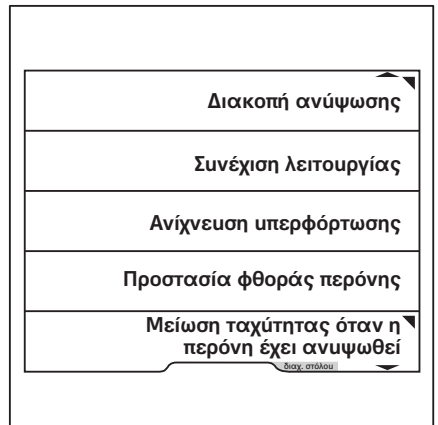 Διακοπή ανύψωσης
Συνέχιση λειτουργίας
Ανίχνευση υπερφόρτωσης
Προστασία φθοράς περόνης
Μείωση ταχύτητας όταν η
περόνη έχει ανυψωθεί
διαχ. στόλου